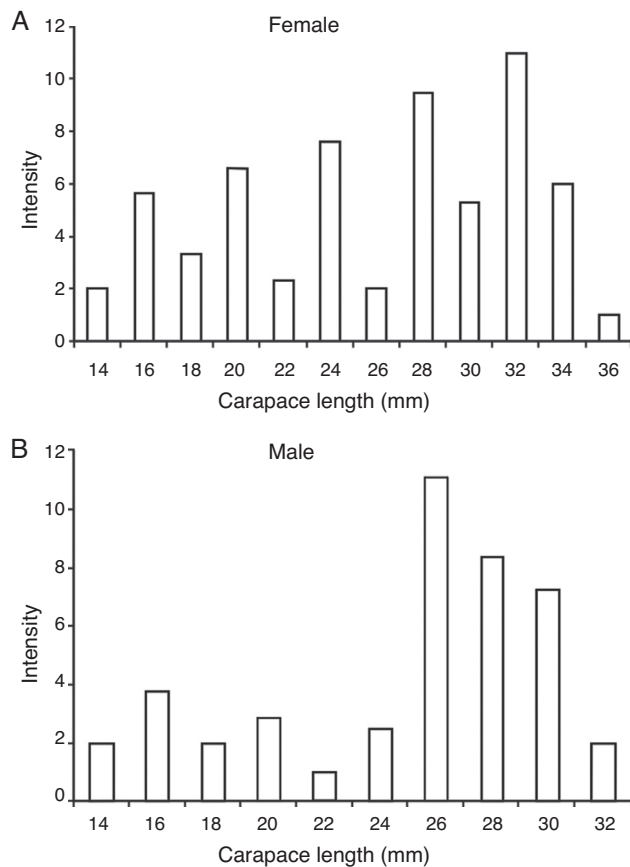 A
Female
12
10
8
6
4
2
0
Intensity
14 16 18 20 22 24 26 28 30 32 34 36
Carapace length (mm)
B
Male
12
10
8
6
4
2
0
Intensity
14 16 18 20 22 24 26 28 30 32
Carapace length (mm)